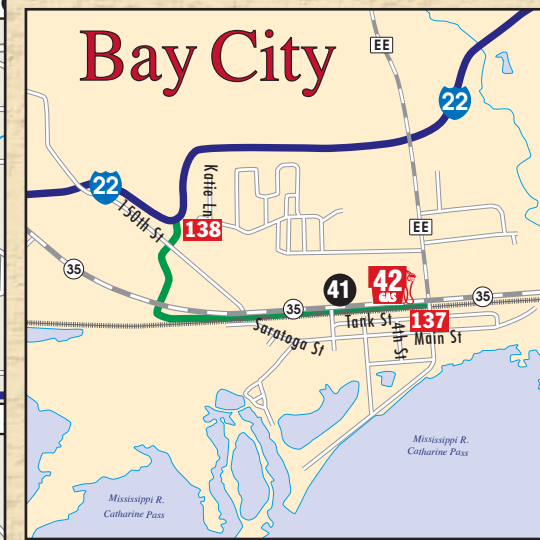 Bay City
EE
22
22
Katie Ln
150th St
138
EE
35
42
GAS
41
35
35
Tank St
137
Saratoga St
4th St
Main St
Mississippi R.
Catharine Pass
Mississippi R.
Catharine Pass